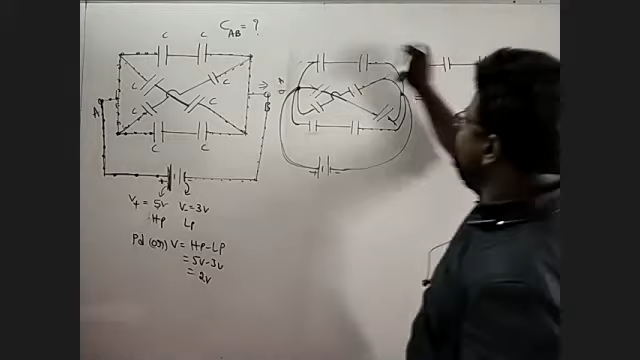 C_AB = ?
C C
C C
C C
C C
A B
+ -
V+ = 5V V- = 3V
Hp Lp
Pd (or) V = Hp - Lp
= 5V - 3V
= 2V